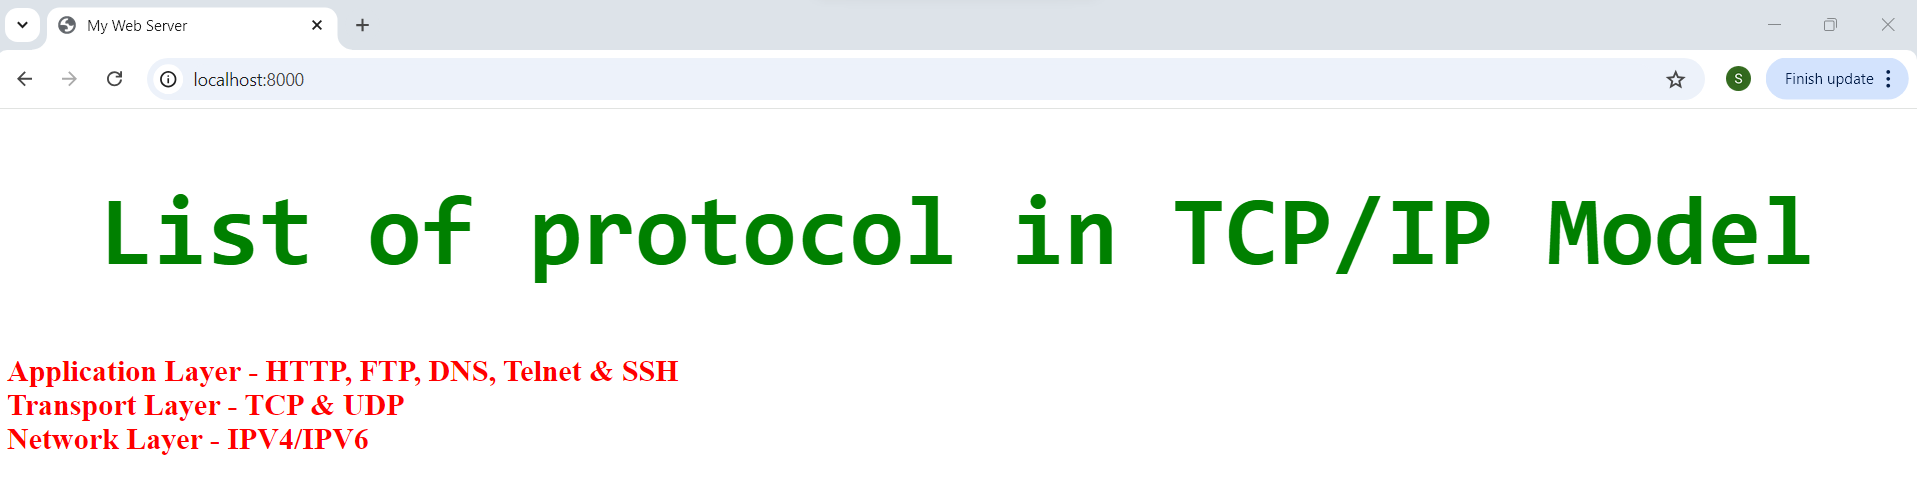 My Web Server
localhost:8000
S
Finish update
List of protocol in TCP/IP Model
Application Layer - HTTP, FTP, DNS, Telnet & SSH
Transport Layer - TCP & UDP
Network Layer - IPV4/IPV6